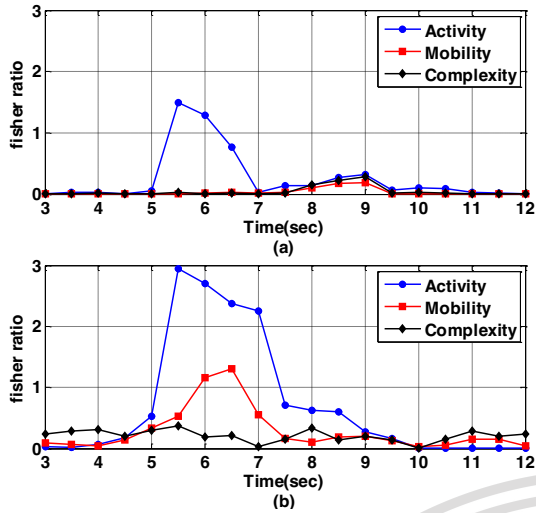 3
2
1
0
fisher ratio
Activity
Mobility
Complexity
3 4 5 6 7 8 9 10 11 12
Time(sec)
(a)
3
2
1
0
fisher ratio
Activity
Mobility
Complexity
3 4 5 6 7 8 9 10 11 12
Time(sec)
(b)